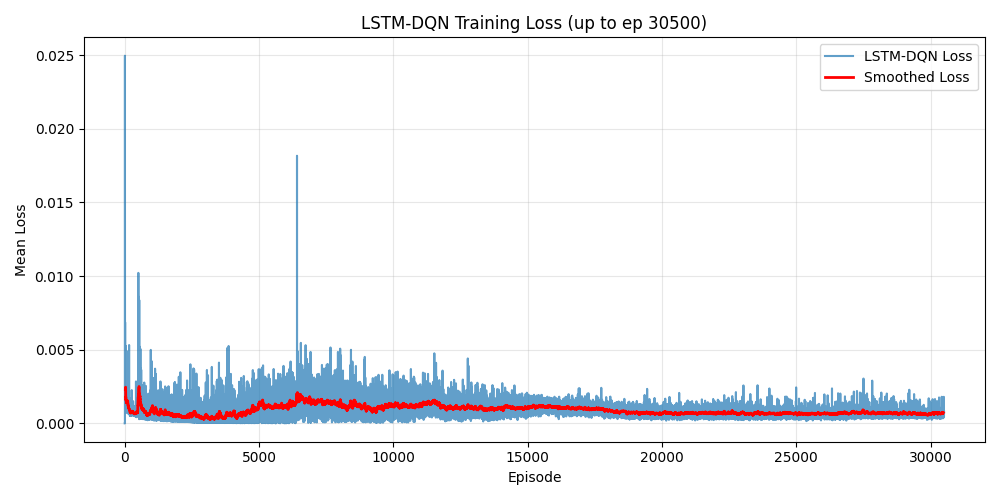 LSTM-DQN Training Loss (up to ep 30500)
LSTM-DQN Loss
Smoothed Loss
Mean Loss
0.025
0.020
0.015
0.010
0.005
0.000
0
5000
10000
15000
20000
25000
30000
Episode